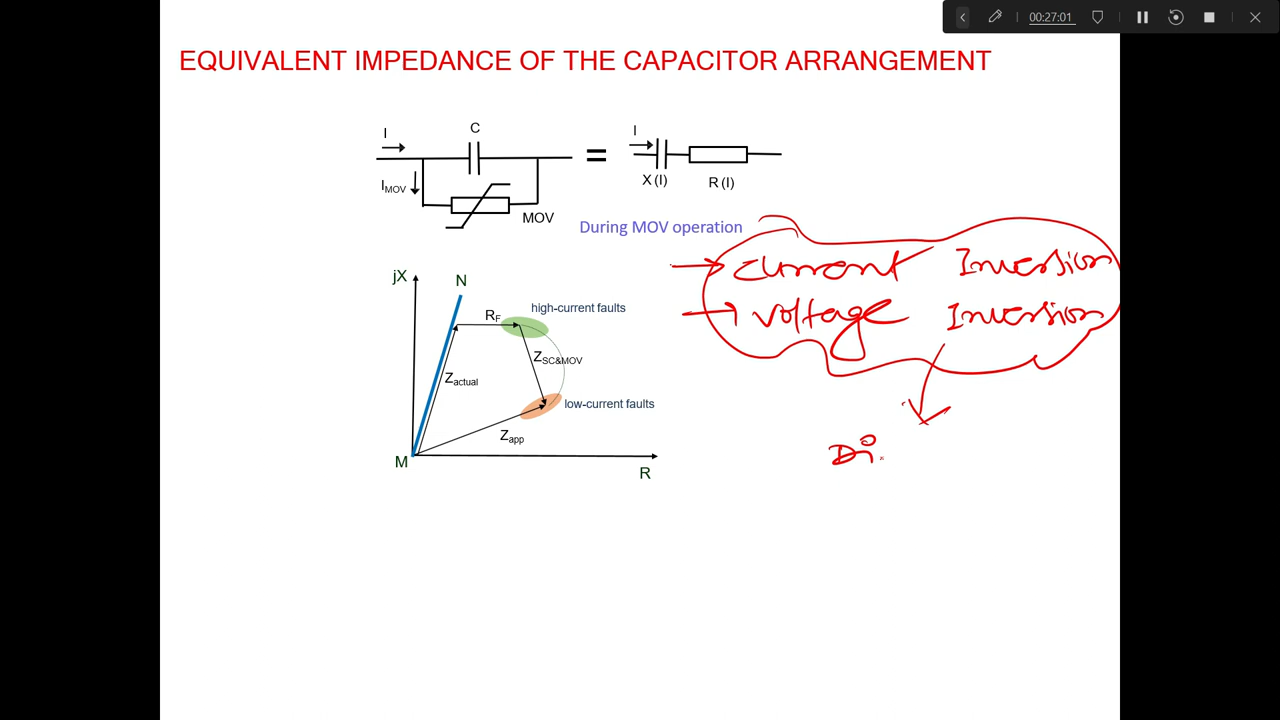 00:27:01
EQUIVALENT IMPEDANCE OF THE CAPACITOR ARRANGEMENT
I
C
I
=
IMOV
X (I)
R (I)
MOV
During MOV operation
current Inversion
voltage Inversion
jX
N
high-current faults
RF
ZSC&MOV
Zactual
low-current faults
Zapp
Di
M
R